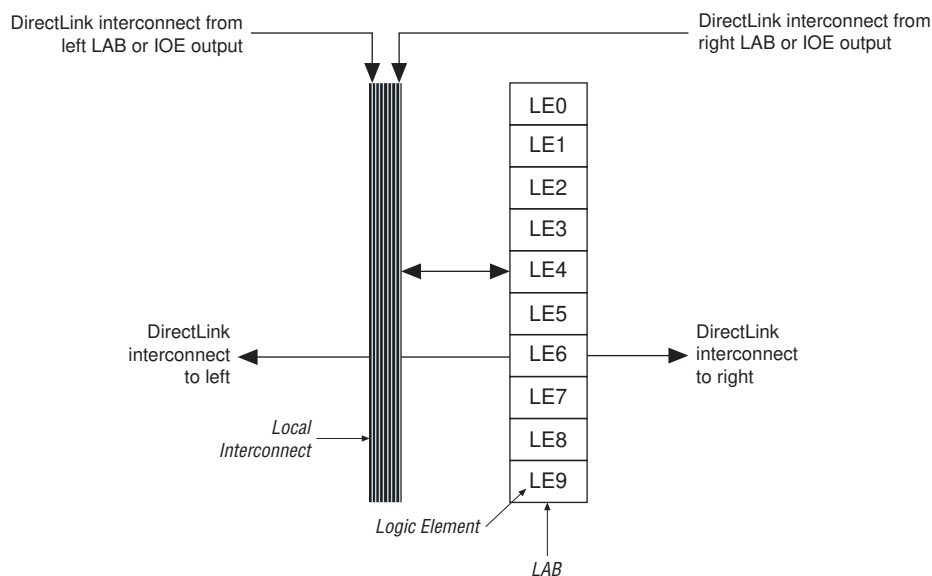 DirectLink interconnect from
left LAB or IOE output
DirectLink interconnect from
right LAB or IOE output
LE0
LE1
LE2
LE3
LE4
LE5
LE6
LE7
LE8
LE9
DirectLink
interconnect
to left
DirectLink
interconnect
to right
Local
Interconnect
Logic Element
LAB